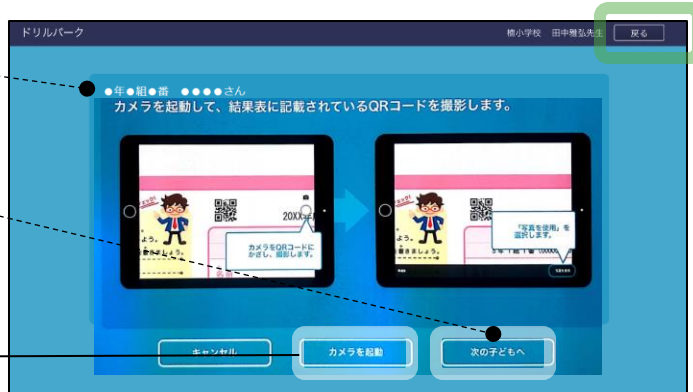 ドリルパーク
橘小学校 田中雅弘先生
戻る
●年●組●番 ●●●●さん
カメラを起動して、結果表に記載されているQRコードを撮影します。
20XX
カメラをQRコードに
かざし、撮影します。
名前
「写真を使用」を
選択します。
キャンセル
カメラを起動
次の子どもへ